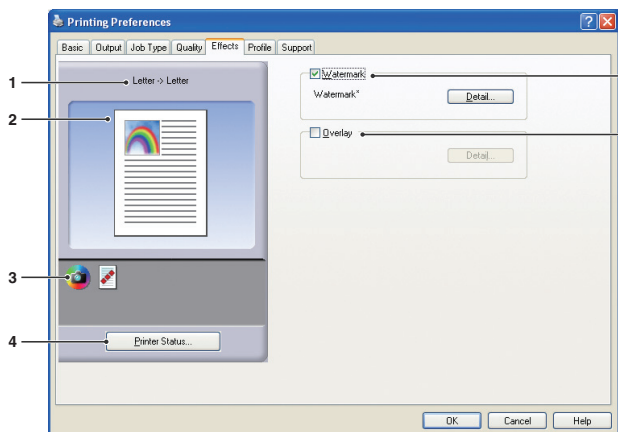 Printing Preferences
Basic Output Job Type Quality Effects Profile Support
1
Letter -> Letter
Watermark
Watermark*
Detail...
2
Overlay
Detail...
3
4
Printer Status...
OK Cancel Help